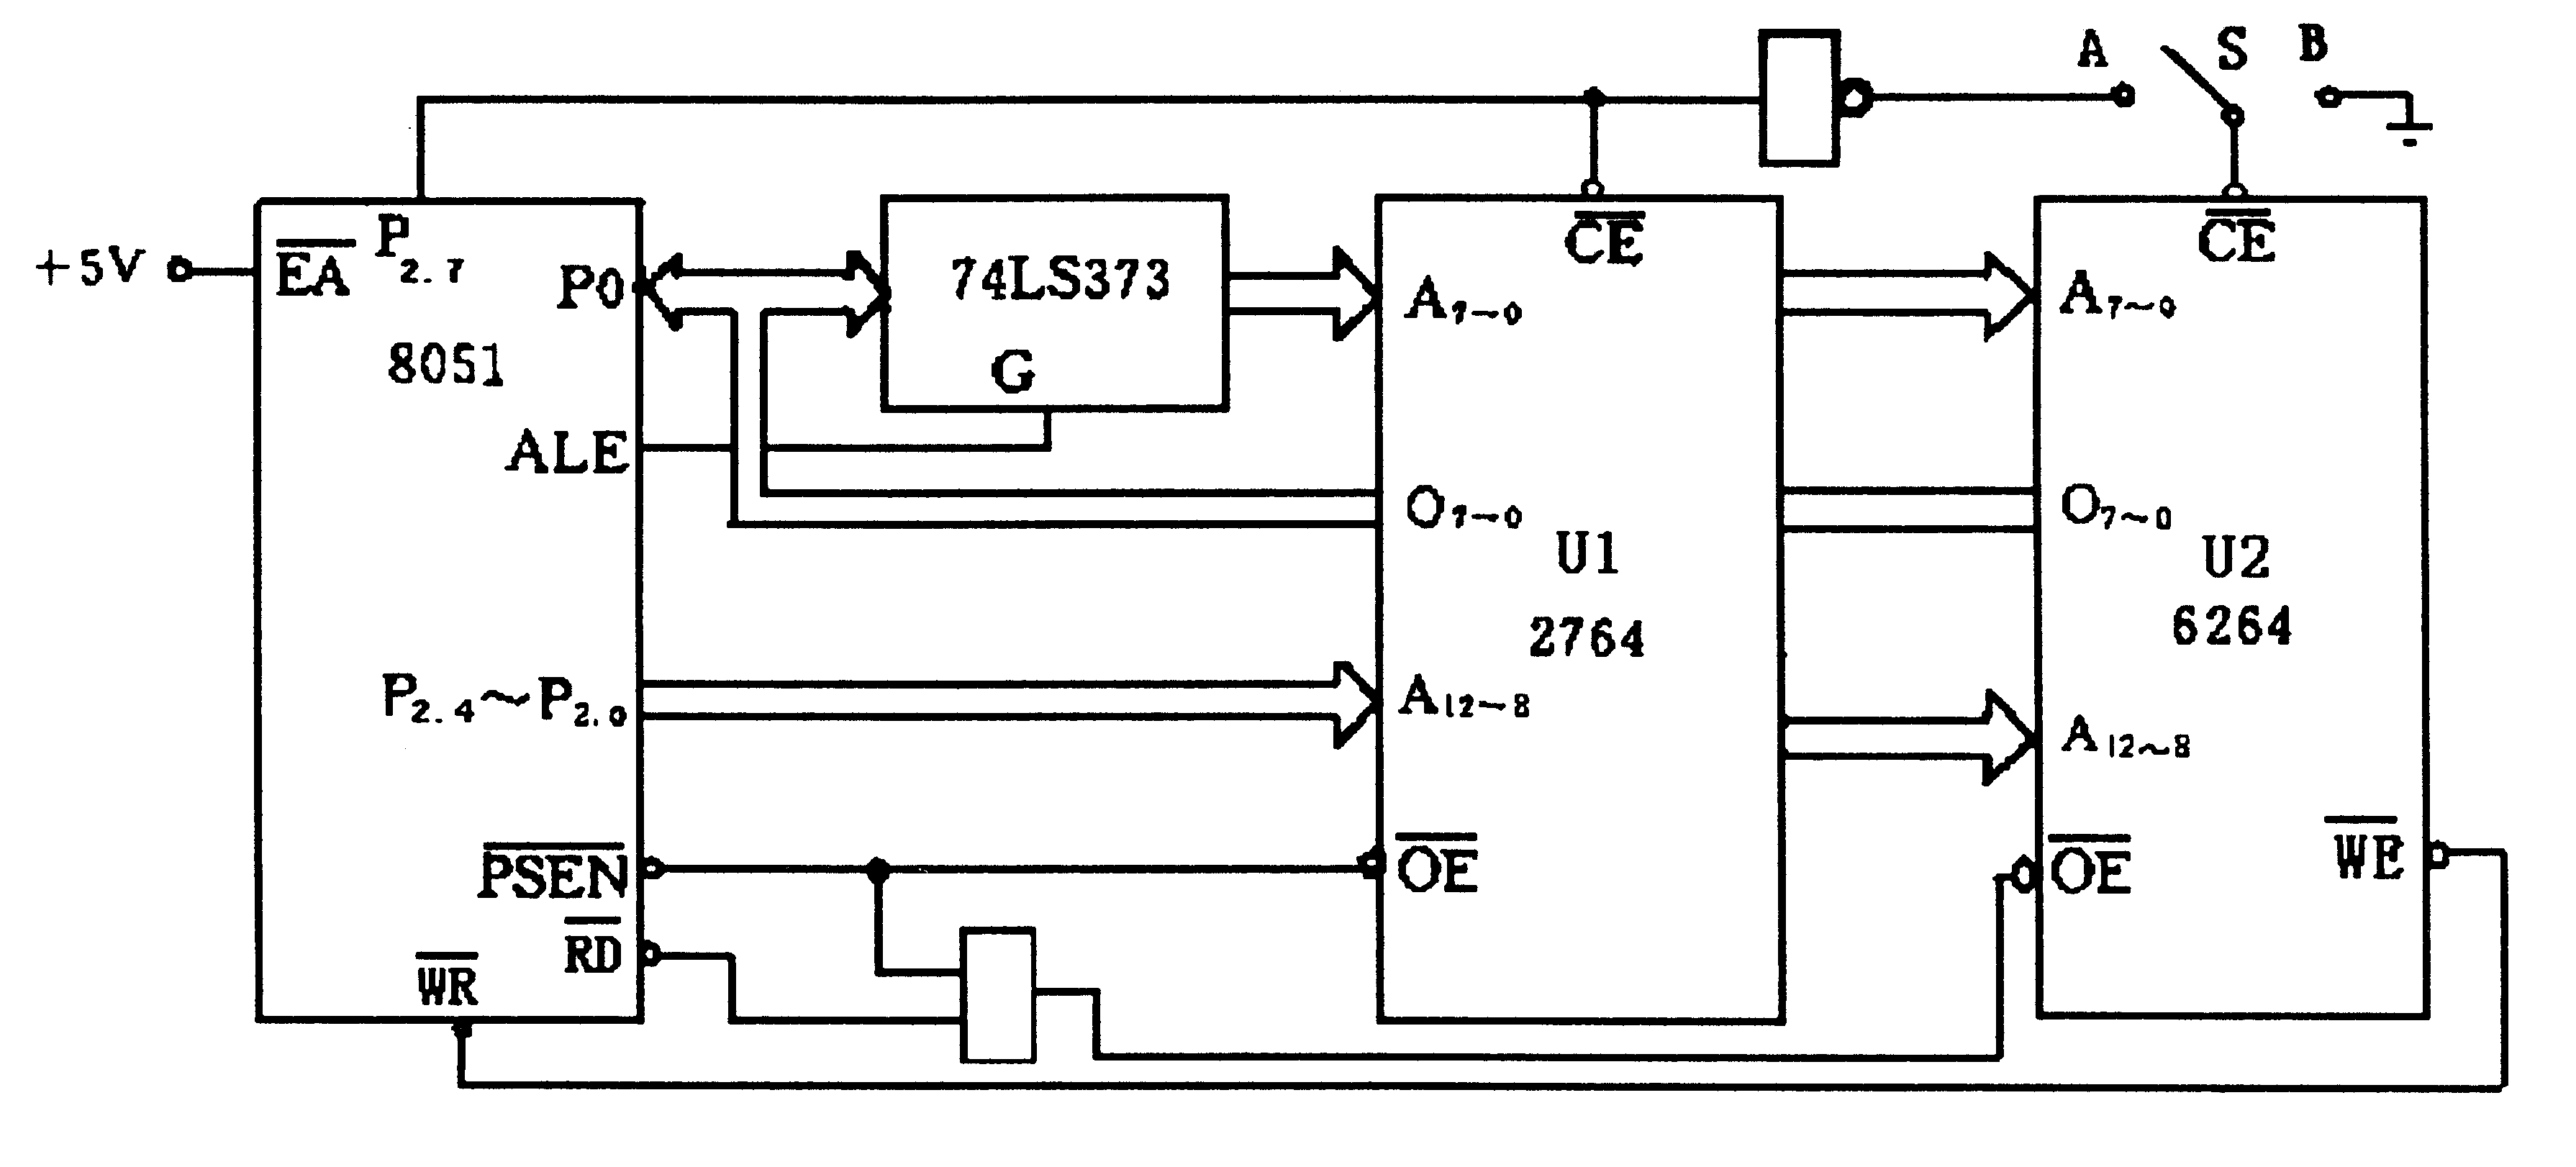 A S B
+5V
EA
P2.7
P0
8051
ALE
P2.4~P2.0
PSEN
RD
WR
74LS373
G
CE
A7~0
O7~0
U1
2764
A12~8
OE
CE
A7~0
O7~0
U2
6264
A12~8
OE
WE